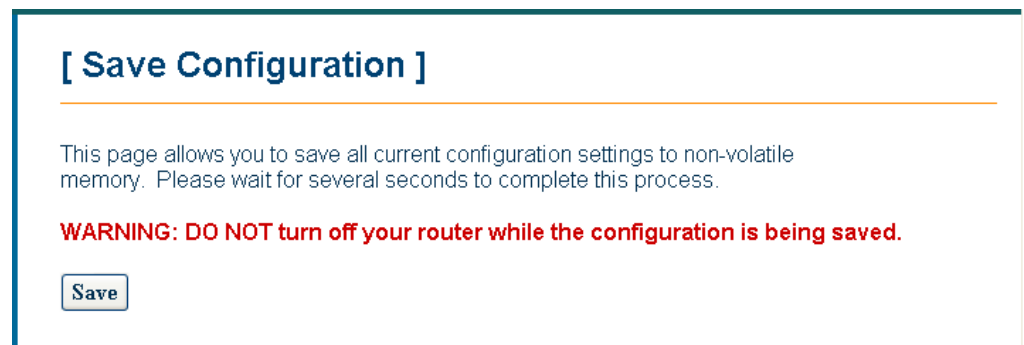 [ Save Configuration ]
This page allows you to save all current configuration settings to non-volatile
memory. Please wait for several seconds to complete this process.
WARNING: DO NOT turn off your router while the configuration is being saved.
Save